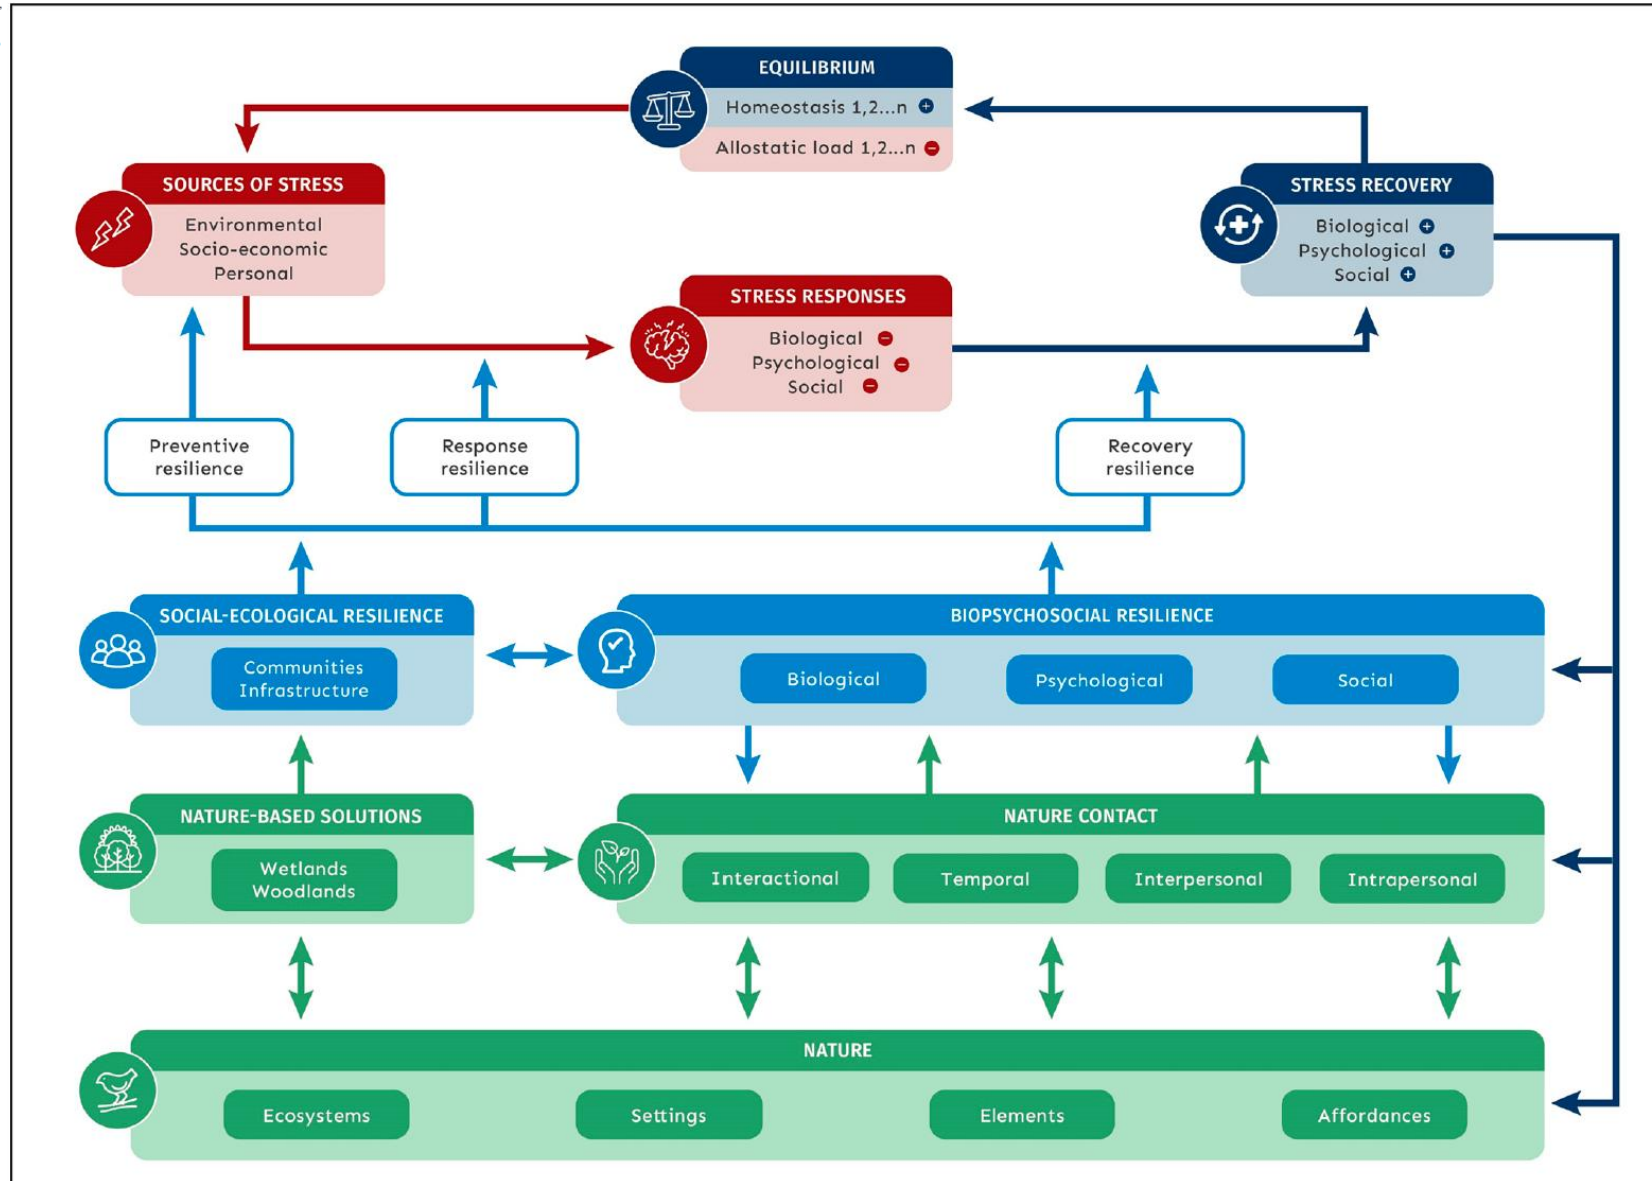 EQUILIBRIUM
Homeostasis 1,2...n +
Allostatic load 1,2...n −
SOURCES OF STRESS
Environmental
Socio-economic
Personal
STRESS RECOVERY
Biological +
Psychological +
Social +
STRESS RESPONSES
Biological −
Psychological −
Social −
Preventive
resilience
Response
resilience
Recovery
resilience
SOCIAL-ECOLOGICAL RESILIENCE
Communities
Infrastructure
BIOPSYCHOSOCIAL RESILIENCE
Biological
Psychological
Social
NATURE-BASED SOLUTIONS
Wetlands
Woodlands
NATURE CONTACT
Interactional
Temporal
Interpersonal
Intrapersonal
NATURE
Ecosystems
Settings
Elements
Affordances